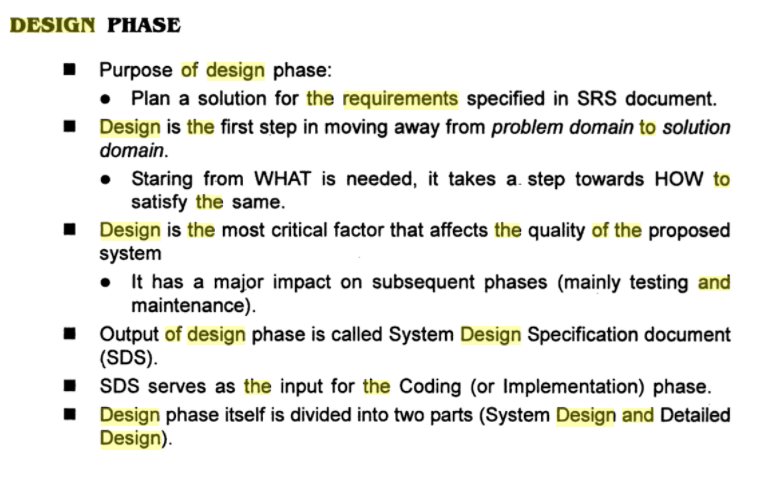 DESIGN PHASE
■ Purpose of design phase:
● Plan a solution for the requirements specified in SRS document.
■ Design is the first step in moving away from problem domain to solution
domain.
● Staring from WHAT is needed, it takes a step towards HOW to
satisfy the same.
■ Design is the most critical factor that affects the quality of the proposed
system
● It has a major impact on subsequent phases (mainly testing and
maintenance).
■ Output of design phase is called System Design Specification document
(SDS).
■ SDS serves as the input for the Coding (or Implementation) phase.
■ Design phase itself is divided into two parts (System Design and Detailed
Design).